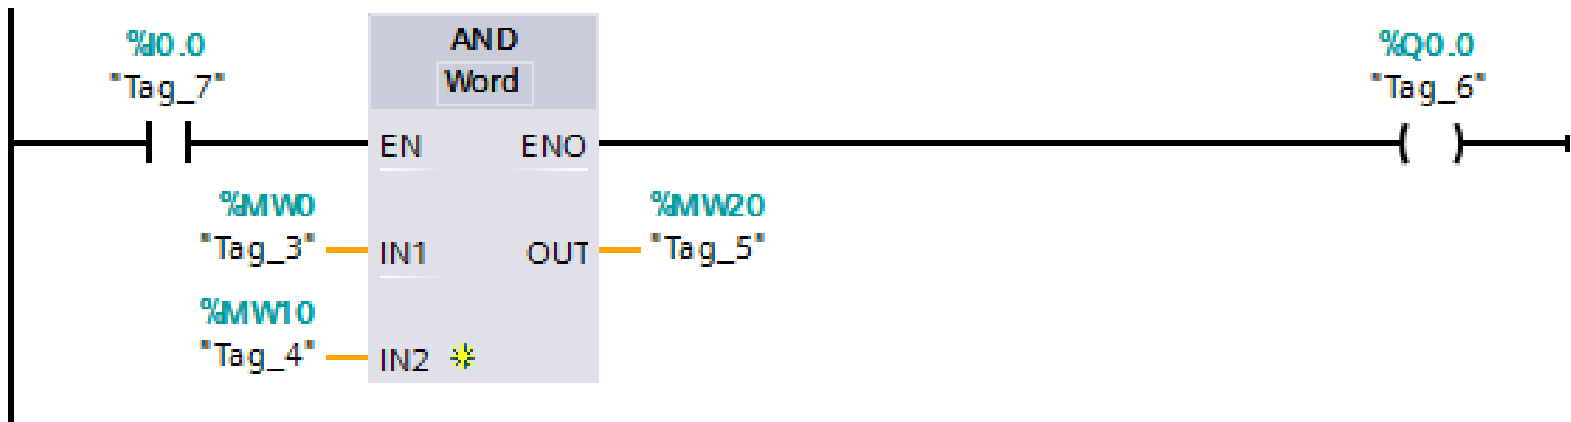 %I0.0
"Tag_7"
AND
Word
%Q0.0
"Tag_6"
EN
ENO
%MW0
"Tag_3"
IN1
OUT
%MW20
"Tag_5"
%MW10
"Tag_4"
IN2